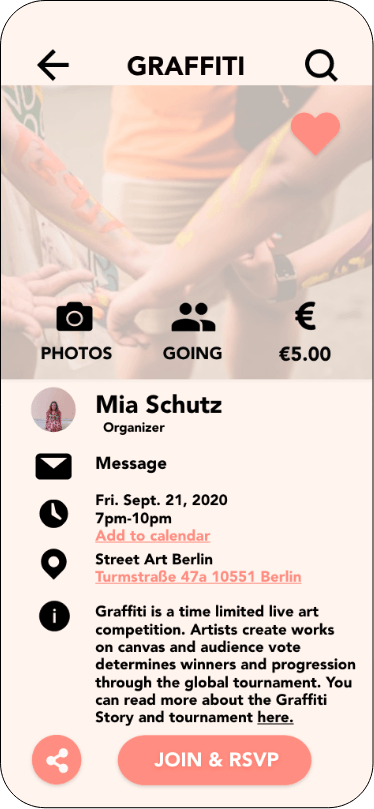 GRAFFITI
PHOTOS
GOING
€
€5.00
Mia Schutz
Organizer
Message
Fri. Sept. 21, 2020
7pm-10pm
Add to calendar
Street Art Berlin
Turmstraße 47a 10551 Berlin
Graffiti is a time limited live art
competition. Artists create works
on canvas and audience vote
determines winners and progression
through the global tournament. You
can read more about the Graffiti
Story and tournament here.
JOIN & RSVP